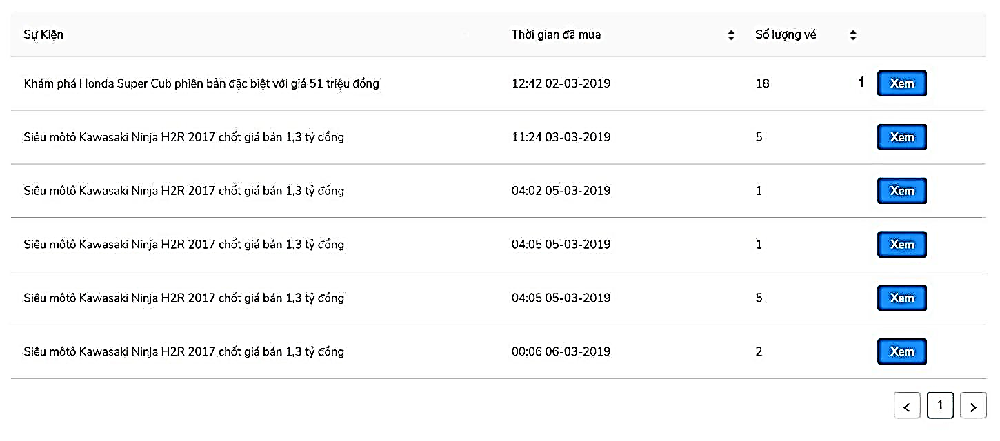 Sự Kiện Thời gian đã mua Số lượng vé
Khám phá Honda Super Cub phiên bản đặc biệt với giá 51 triệu đồng 12:42 02-03-2019 18 1 Xem
Siêu môtô Kawasaki Ninja H2R 2017 chốt giá bán 1,3 tỷ đồng 11:24 03-03-2019 5 Xem
Siêu môtô Kawasaki Ninja H2R 2017 chốt giá bán 1,3 tỷ đồng 04:02 05-03-2019 1 Xem
Siêu môtô Kawasaki Ninja H2R 2017 chốt giá bán 1,3 tỷ đồng 04:05 05-03-2019 1 Xem
Siêu môtô Kawasaki Ninja H2R 2017 chốt giá bán 1,3 tỷ đồng 04:05 05-03-2019 5 Xem
Siêu môtô Kawasaki Ninja H2R 2017 chốt giá bán 1,3 tỷ đồng 00:06 06-03-2019 2 Xem
< 1 >